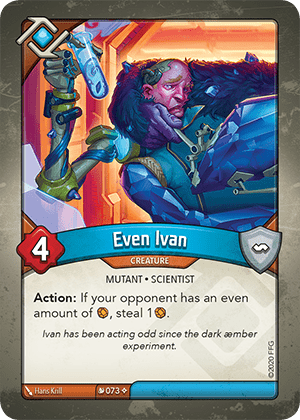 Even Ivan
4
CREATURE
MUTANT • SCIENTIST
Action: If your opponent has an even
amount of , steal 1 .
Ivan has been acting odd since the dark æmber
experiment.
Hans Krill
073
©2020 FFG